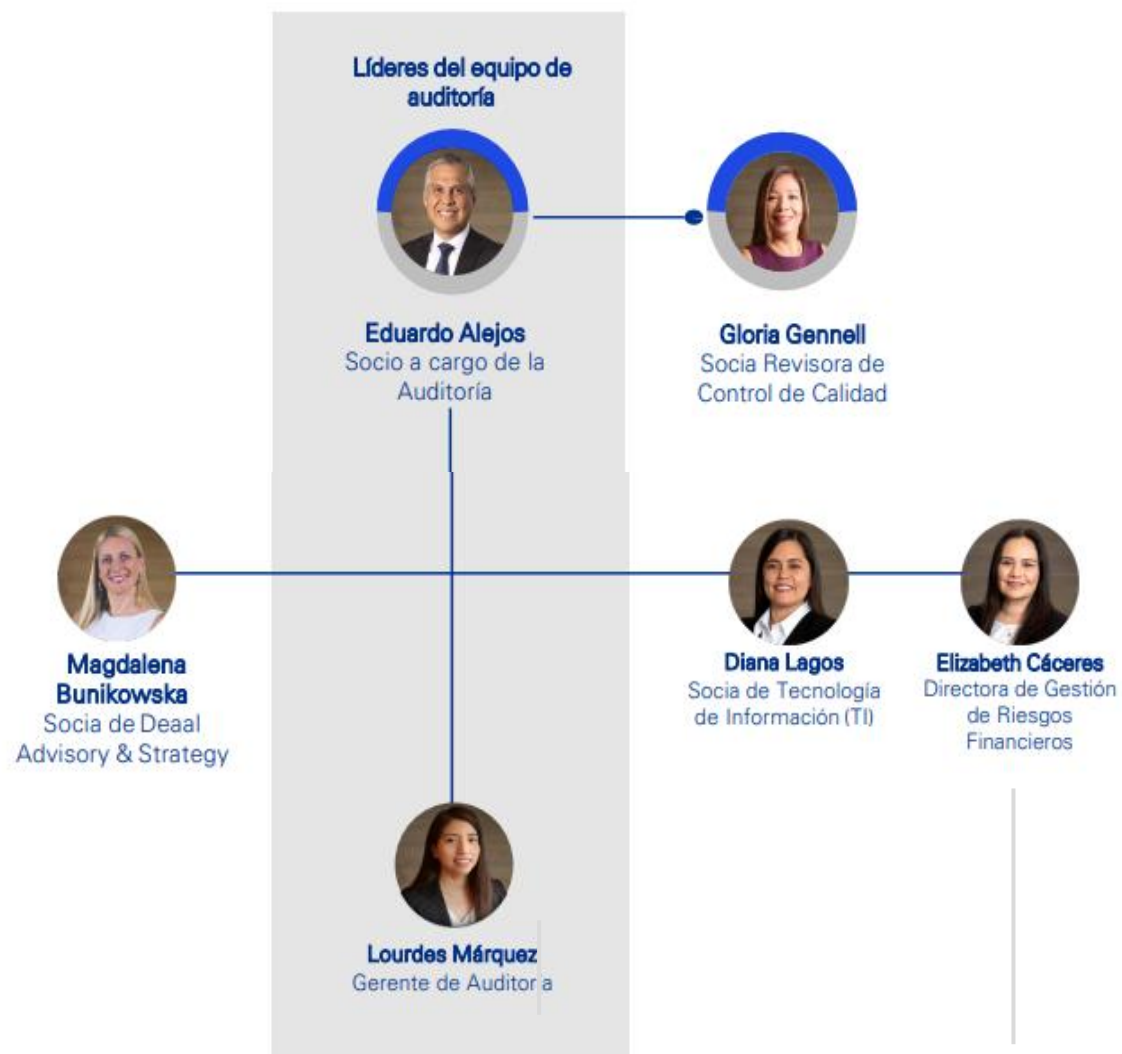 Líderes del equipo de
auditoría
Eduardo Alejos
Socio a cargo de la
Auditoría
Gloria Gennell
Socia Revisora de
Control de Calidad
Magdalena
Bunikowska
Socia de Deaal
Advisory & Strategy
Diana Lagos
Socia de Tecnología
de Información (TI)
Elizabeth Cáceres
Directora de Gestión
de Riesgos
Financieros
Lourdes Márquez
Gerente de Auditor a